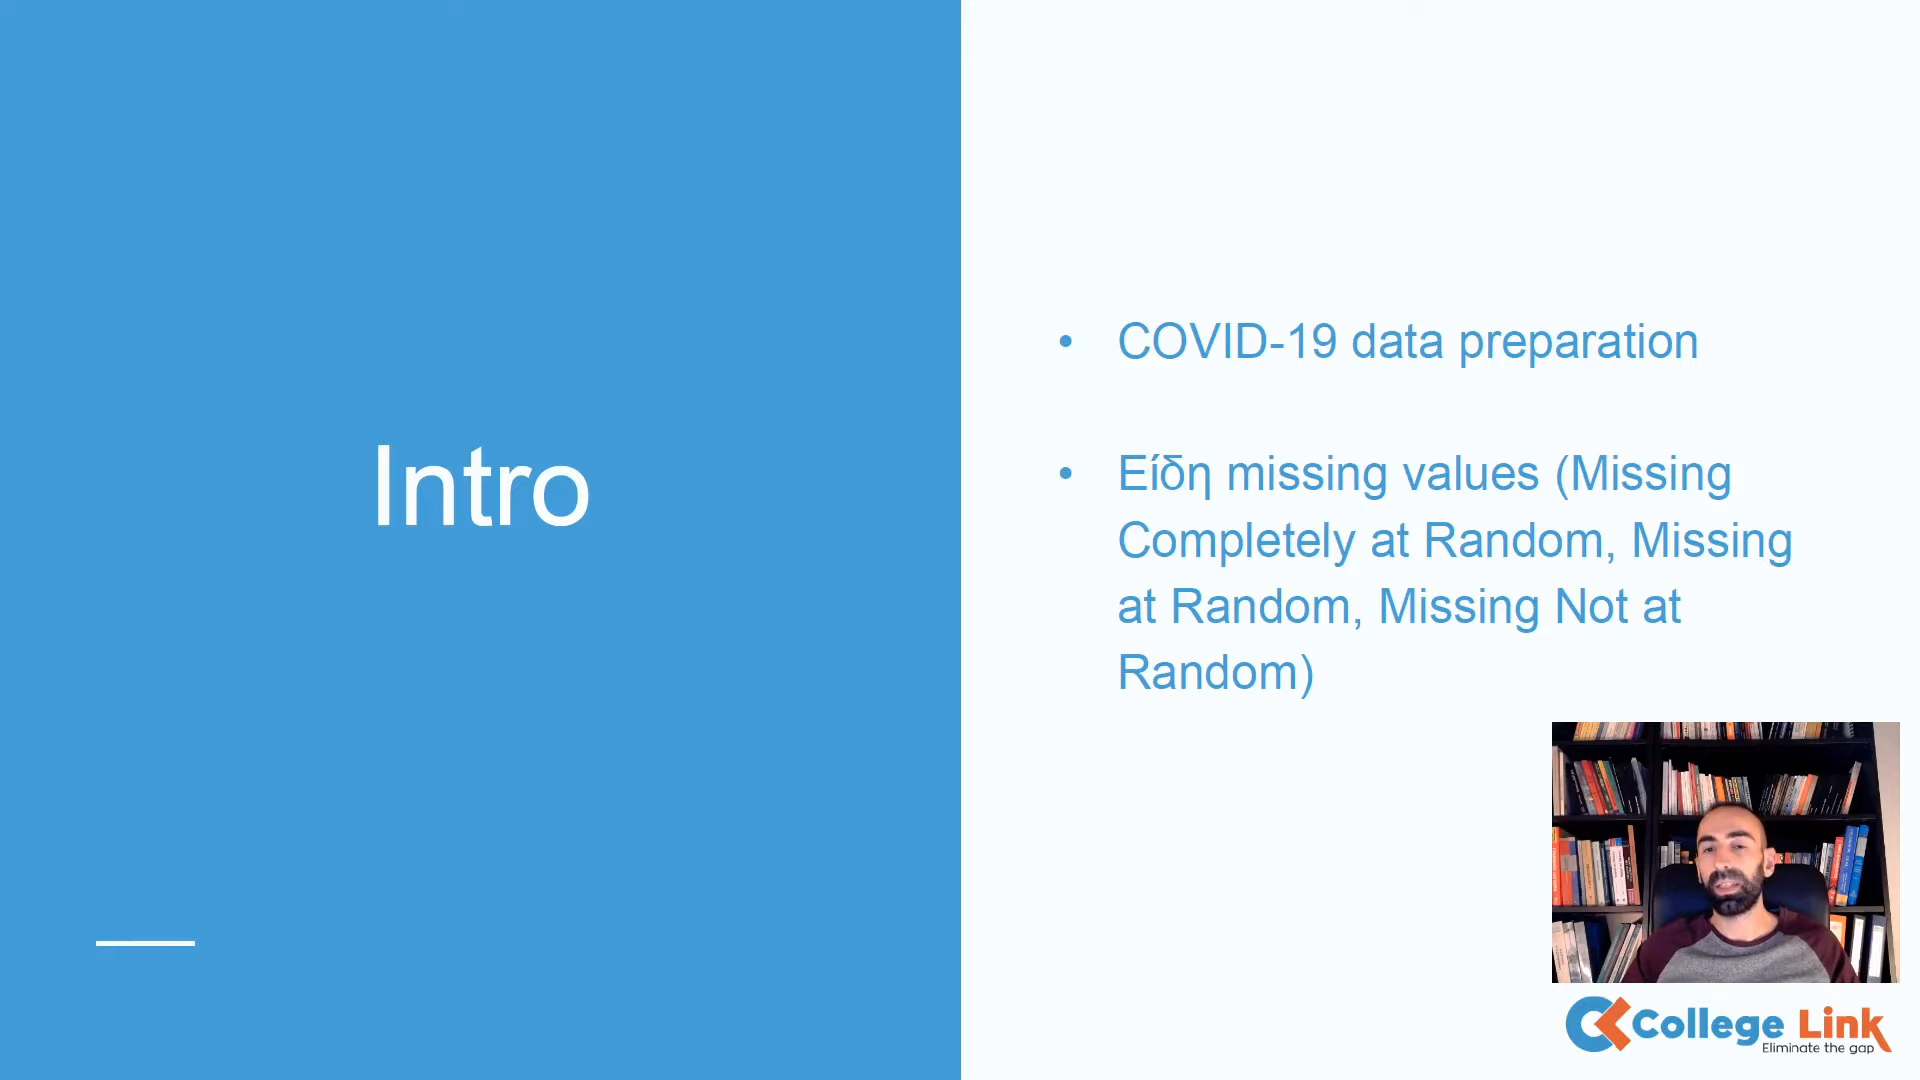 Intro
• COVID-19 data preparation
• Είδη missing values (Missing
Completely at Random, Missing
at Random, Missing Not at
Random)
College Link
Eliminate the gap